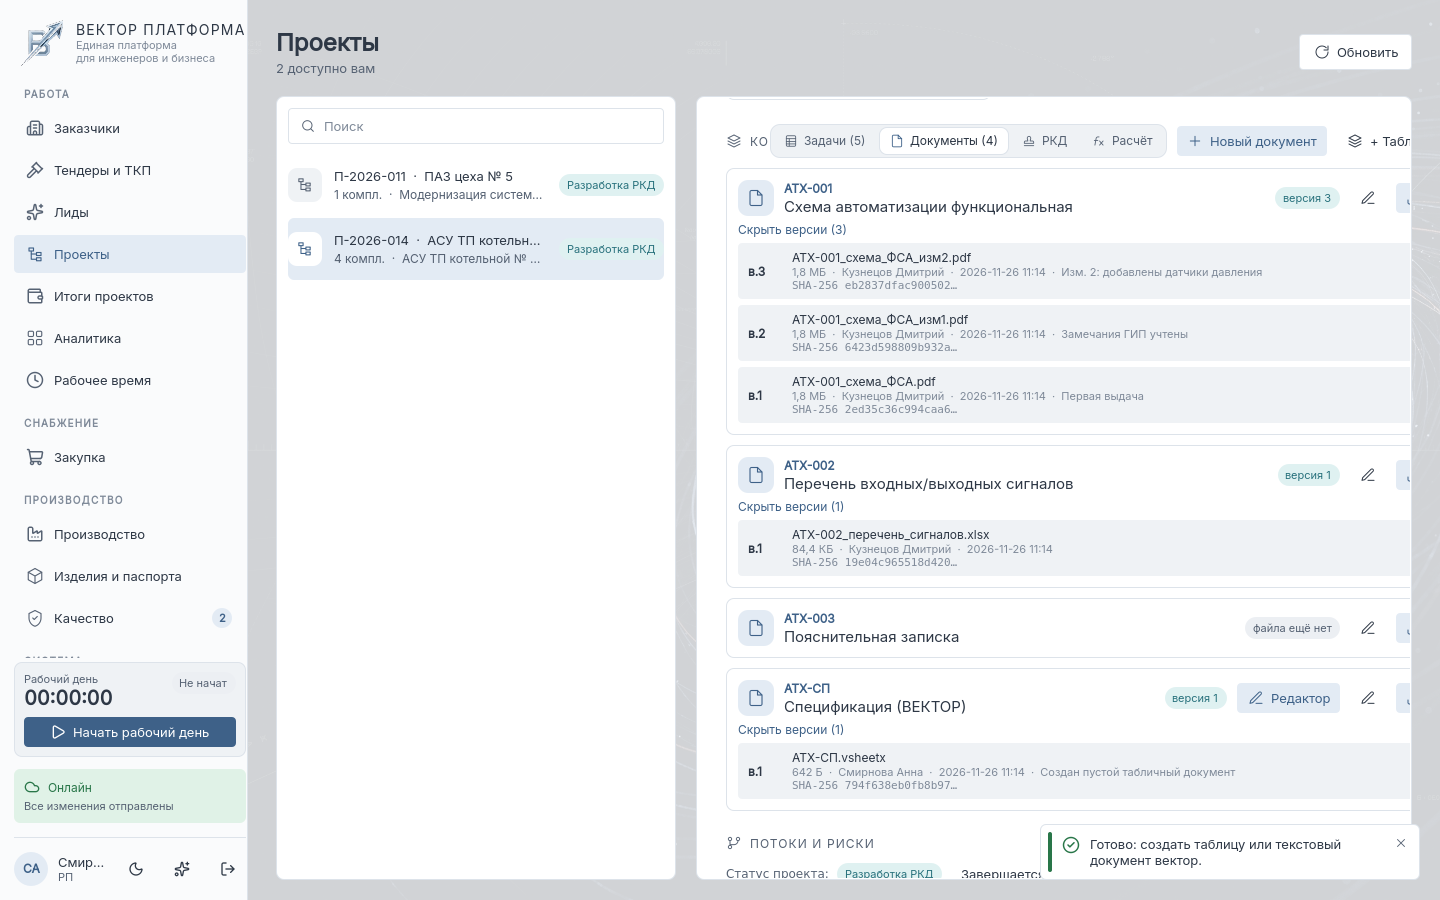 ВЕКТОР ПЛАТФОРМА
Единая платформа
для инженеров и бизнеса
РАБОТА
Заказчики
Тендеры и ТКП
Лиды
Проекты
Итоги проектов
Аналитика
Рабочее время
СНАБЖЕНИЕ
Закупка
ПРОИЗВОДСТВО
Производство
Изделия и паспорта
Качество 2
Рабочий день
Не начат
00:00:00
Начать рабочий день
Онлайн
Все изменения отправлены
СА
Смир...
РП
Проекты
2 доступно вам
Обновить
Поиск
П-2026-011 · ПАЗ цеха № 5
1 компл. · Модернизация систем...
Разработка РКД
П-2026-014 · АСУ ТП котельн...
4 компл. · АСУ ТП котельной № ...
Разработка РКД
КО
Задачи (5)
Документы (4)
РКД
Расчёт
Новый документ
+ Табл
АТХ-001
Схема автоматизации функциональная
версия 3
Скрыть версии (3)
в.3
АТХ-001_схема_ФСА_изм2.pdf
1,8 МБ · Кузнецов Дмитрий · 2026-11-26 11:14 · Изм. 2: добавлены датчики давления
SHA-256 eb2837dfac900502…
в.2
АТХ-001_схема_ФСА_изм1.pdf
1,8 МБ · Кузнецов Дмитрий · 2026-11-26 11:14 · Замечания ГИП учтены
SHA-256 6423d598809b932a…
в.1
АТХ-001_схема_ФСА.pdf
1,8 МБ · Кузнецов Дмитрий · 2026-11-26 11:14 · Первая выдача
SHA-256 2ed35c36c994caa6…
АТХ-002
Перечень входных/выходных сигналов
версия 1
Скрыть версии (1)
в.1
АТХ-002_перечень_сигналов.xlsx
84,4 КБ · Кузнецов Дмитрий · 2026-11-26 11:14
SHA-256 19e04c965518d420…
АТХ-003
Пояснительная записка
файла ещё нет
АТХ-СП
Спецификация (ВЕКТОР)
версия 1
Редактор
Скрыть версии (1)
в.1
АТХ-СП.vsheetx
642 Б · Смирнова Анна · 2026-11-26 11:14 · Создан пустой табличный документ
SHA-256 794f638eb0fb8b97…
ПОТОКИ И РИСКИ
Статус проекта:
Разработка РКД
Завершается
Готово: создать таблицу или текстовый
документ вектор.